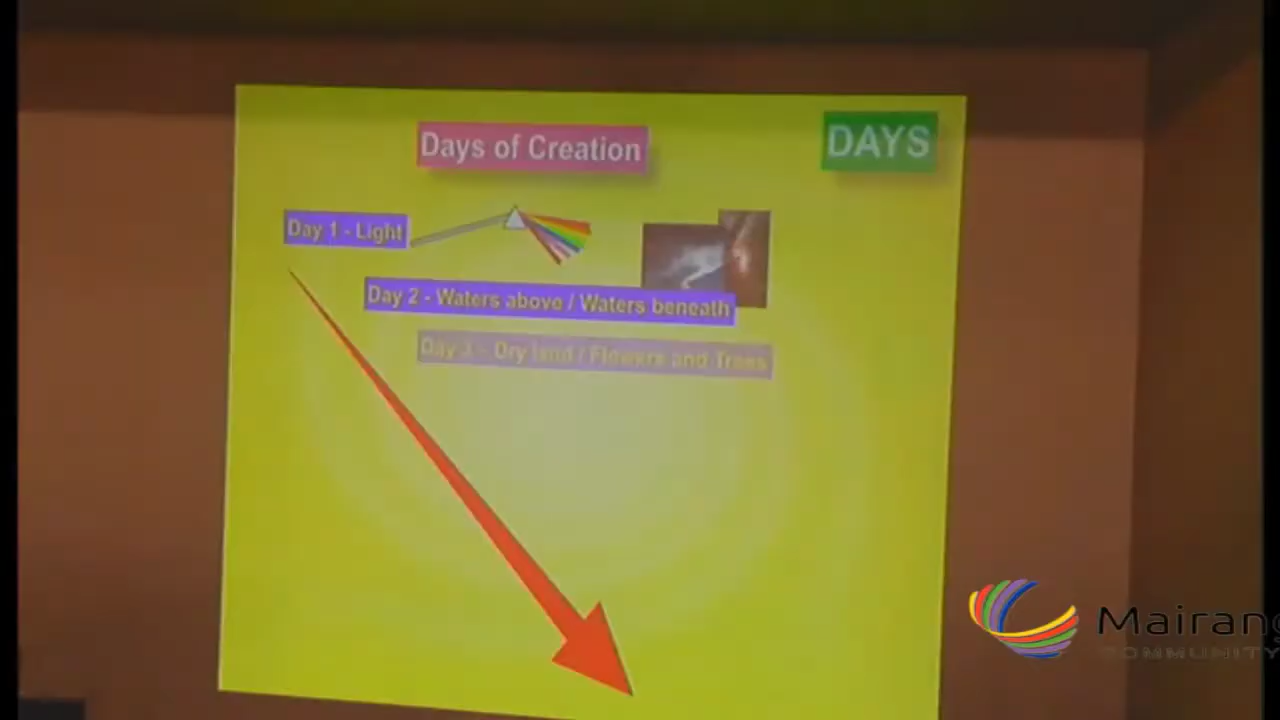 Days of Creation
DAYS
Day 1 - Light
Day 2 - Waters above / Waters beneath
Day 3 - Dry land / Flowers and Trees
Mairang
COMMUNITY